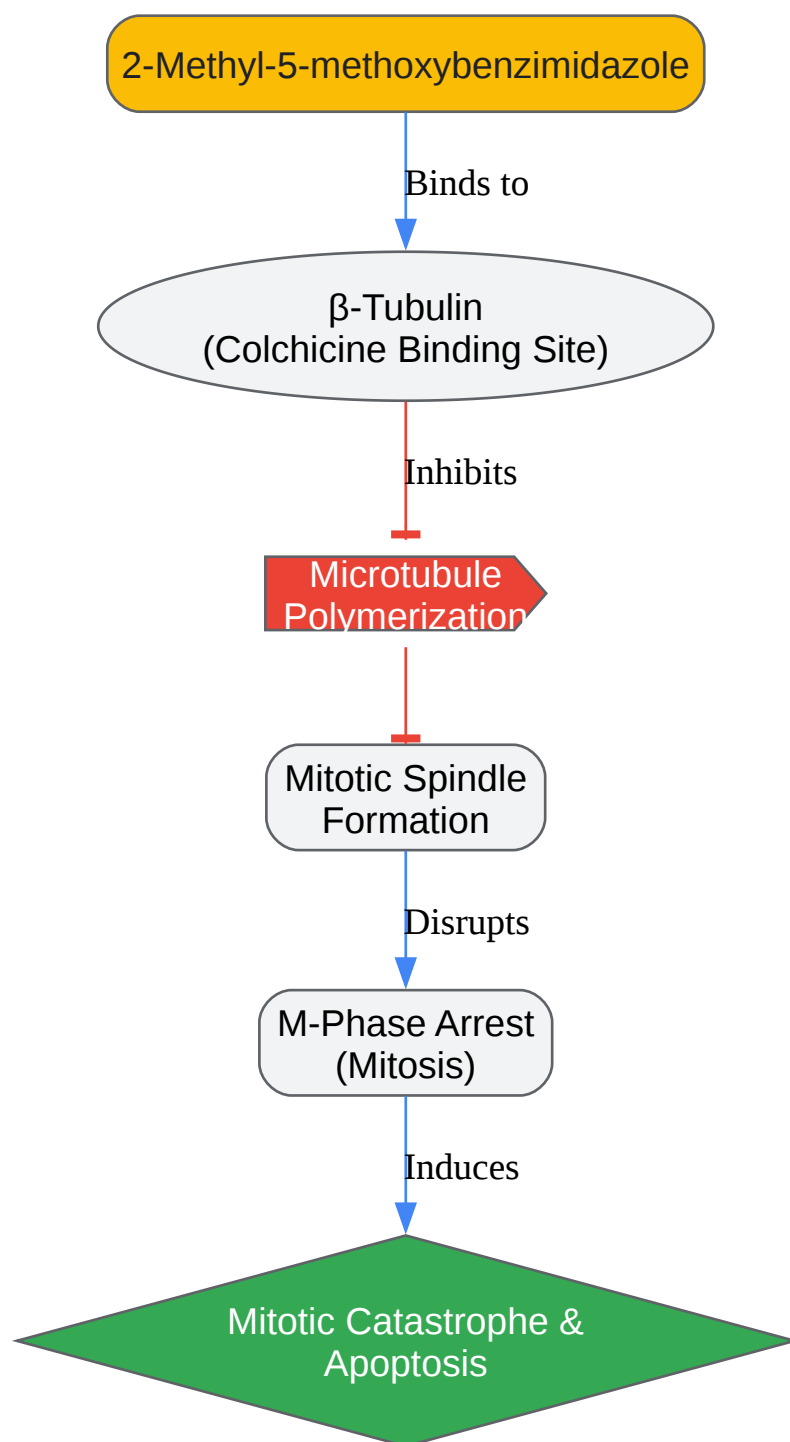 2-Methyl-5-methoxybenzimidazole
Binds to
β-Tubulin
(Colchicine Binding Site)
Inhibits
Microtubule
Polymerization
Mitotic Spindle
Formation
Disrupts
M-Phase Arrest
(Mitosis)
Induces
Mitotic Catastrophe &
Apoptosis